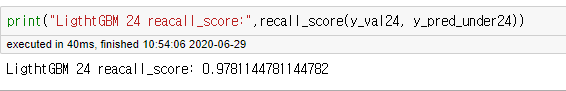 print("LigthtGBM 24 reacall_score:",recall_score(y_val24, y_pred_under24))
executed in 40ms, finished 10:54:06 2020-06-29
LigthtGBM 24 reacall_score: 0.9781144781144782